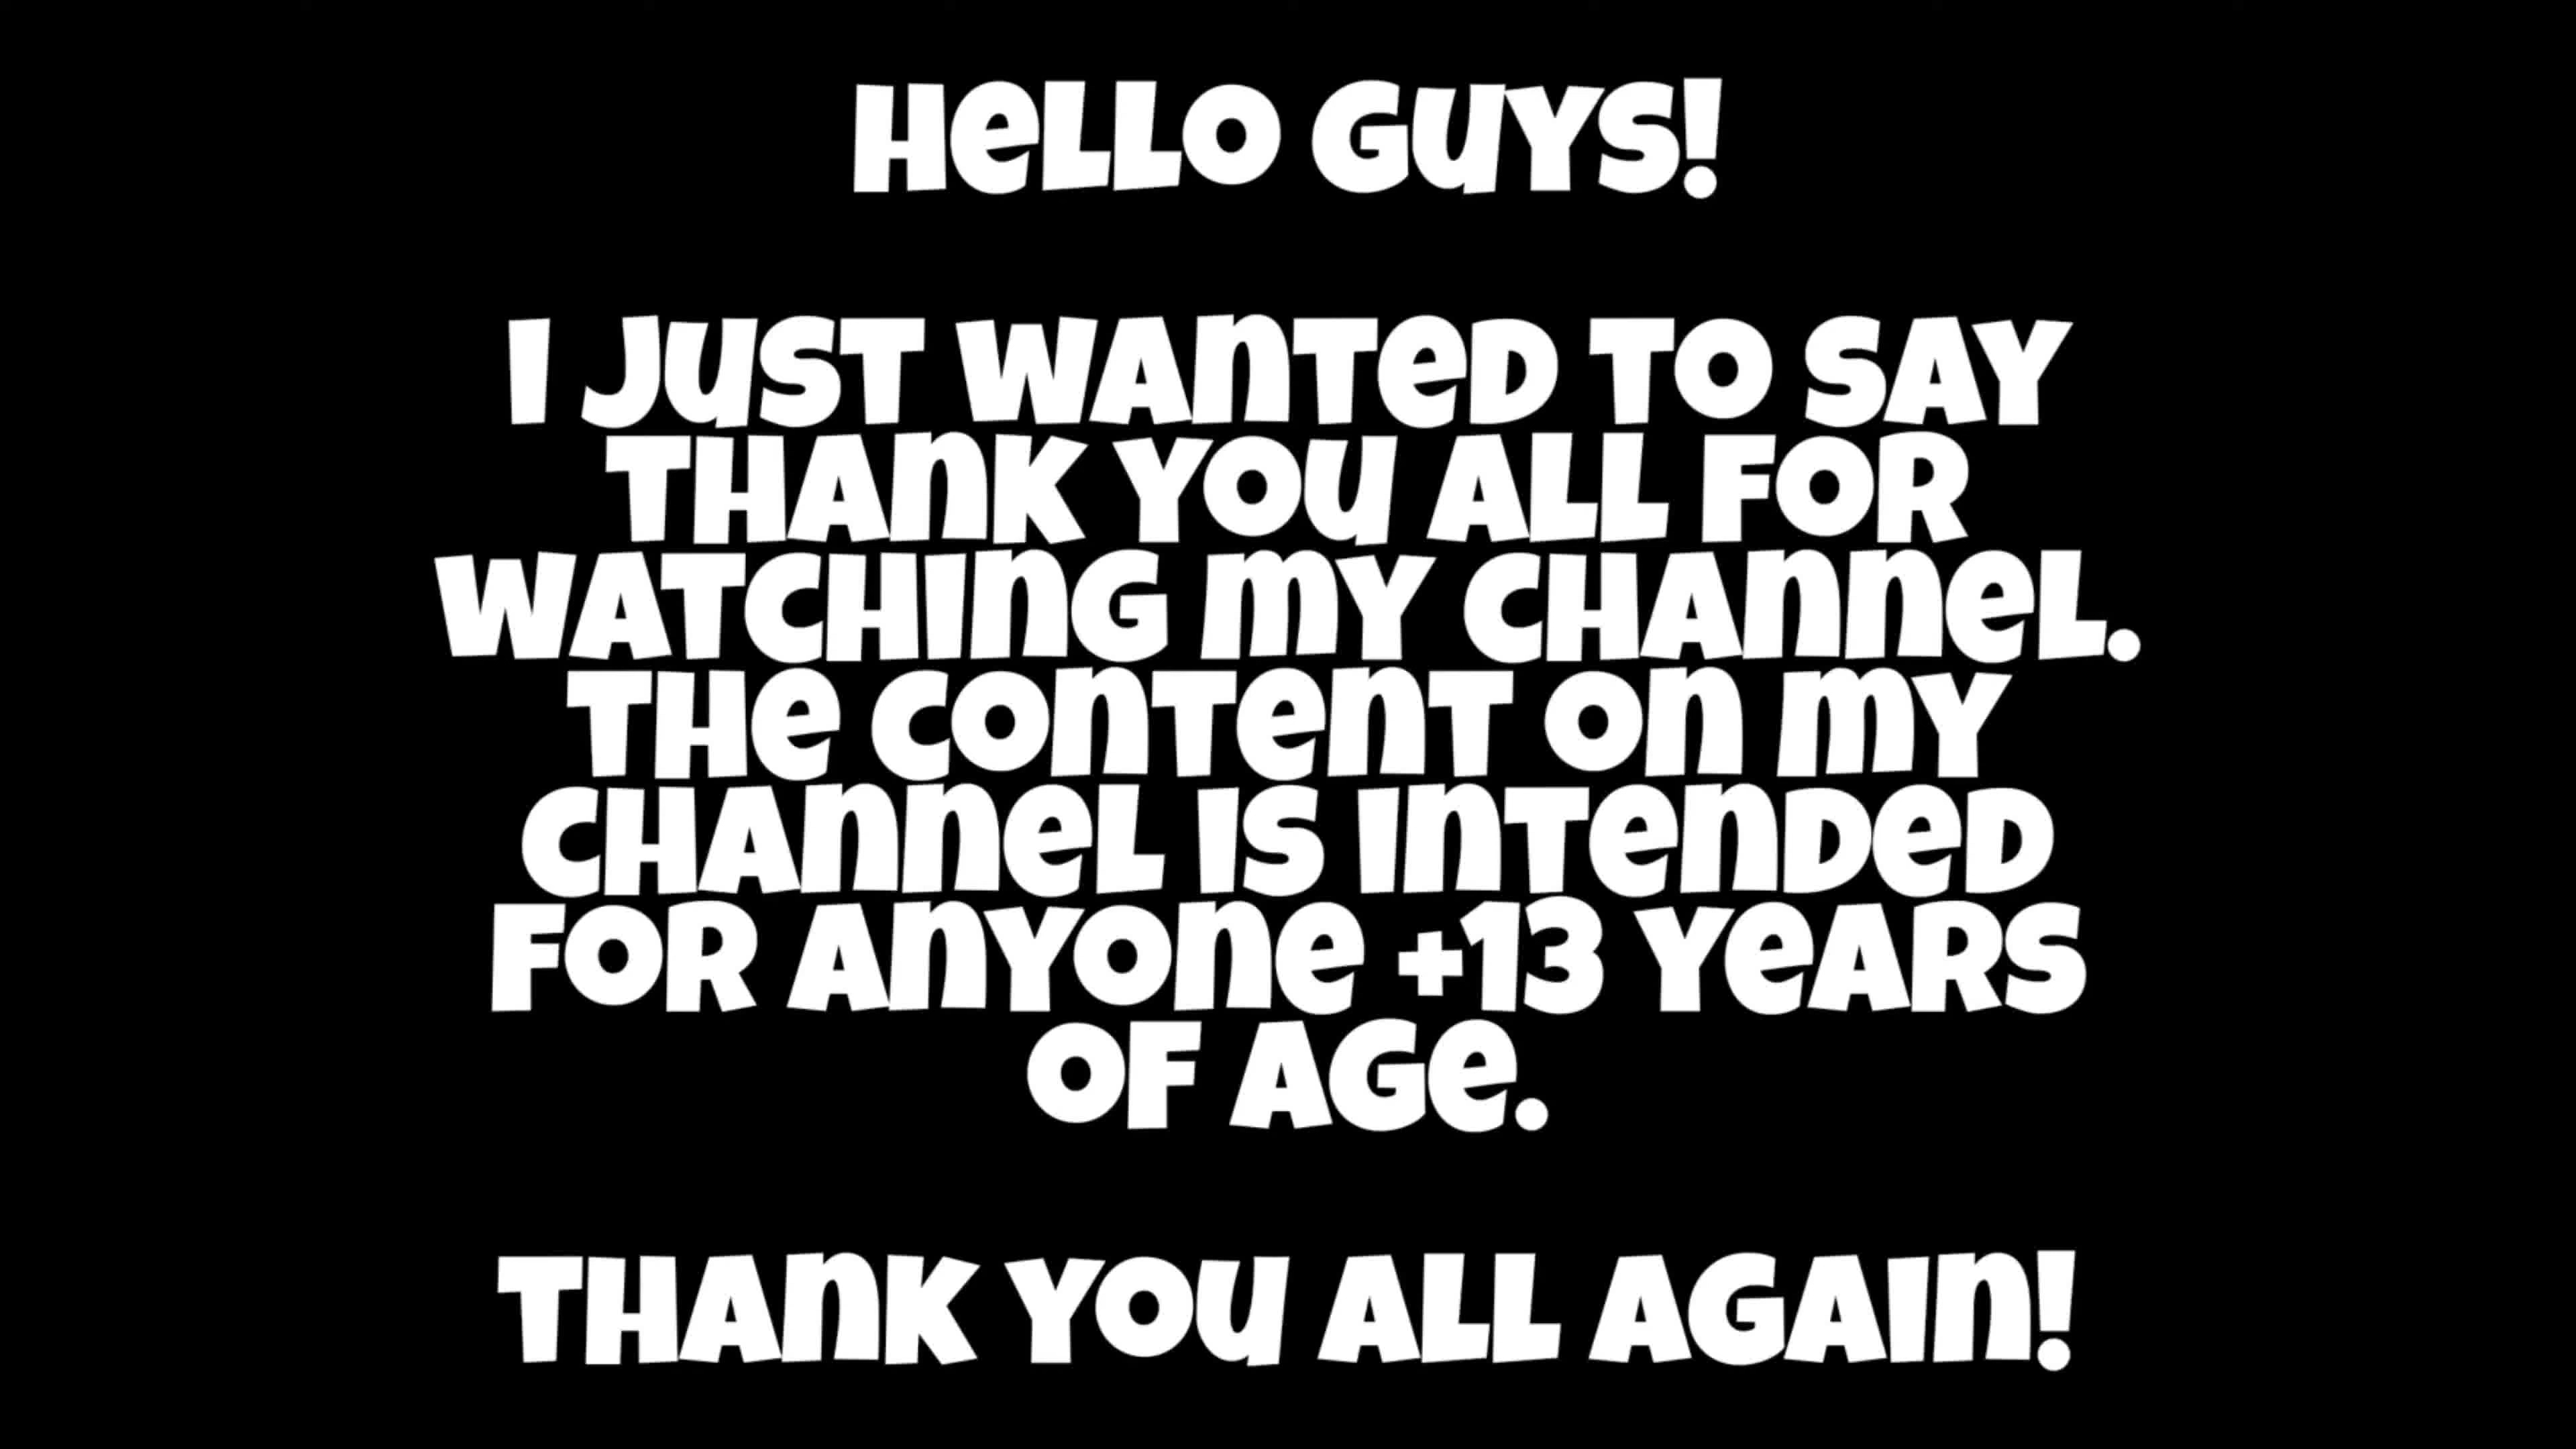 Hello Guys!
I just wanted to say
thank you all for
watching my channel.
The content on my
channel is intended
for anyone +13 years
of age.
Thank you all again!